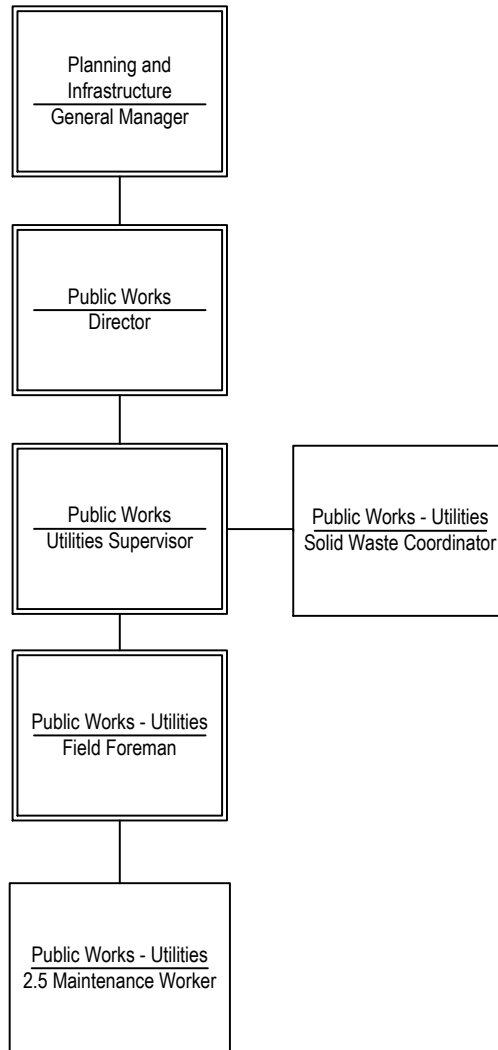 Planning and
Infrastructure
General Manager
Public Works
Director
Public Works
Utilities Supervisor
Public Works - Utilities
Solid Waste Coordinator
Public Works - Utilities
Field Foreman
Public Works - Utilities
2.5 Maintenance Worker